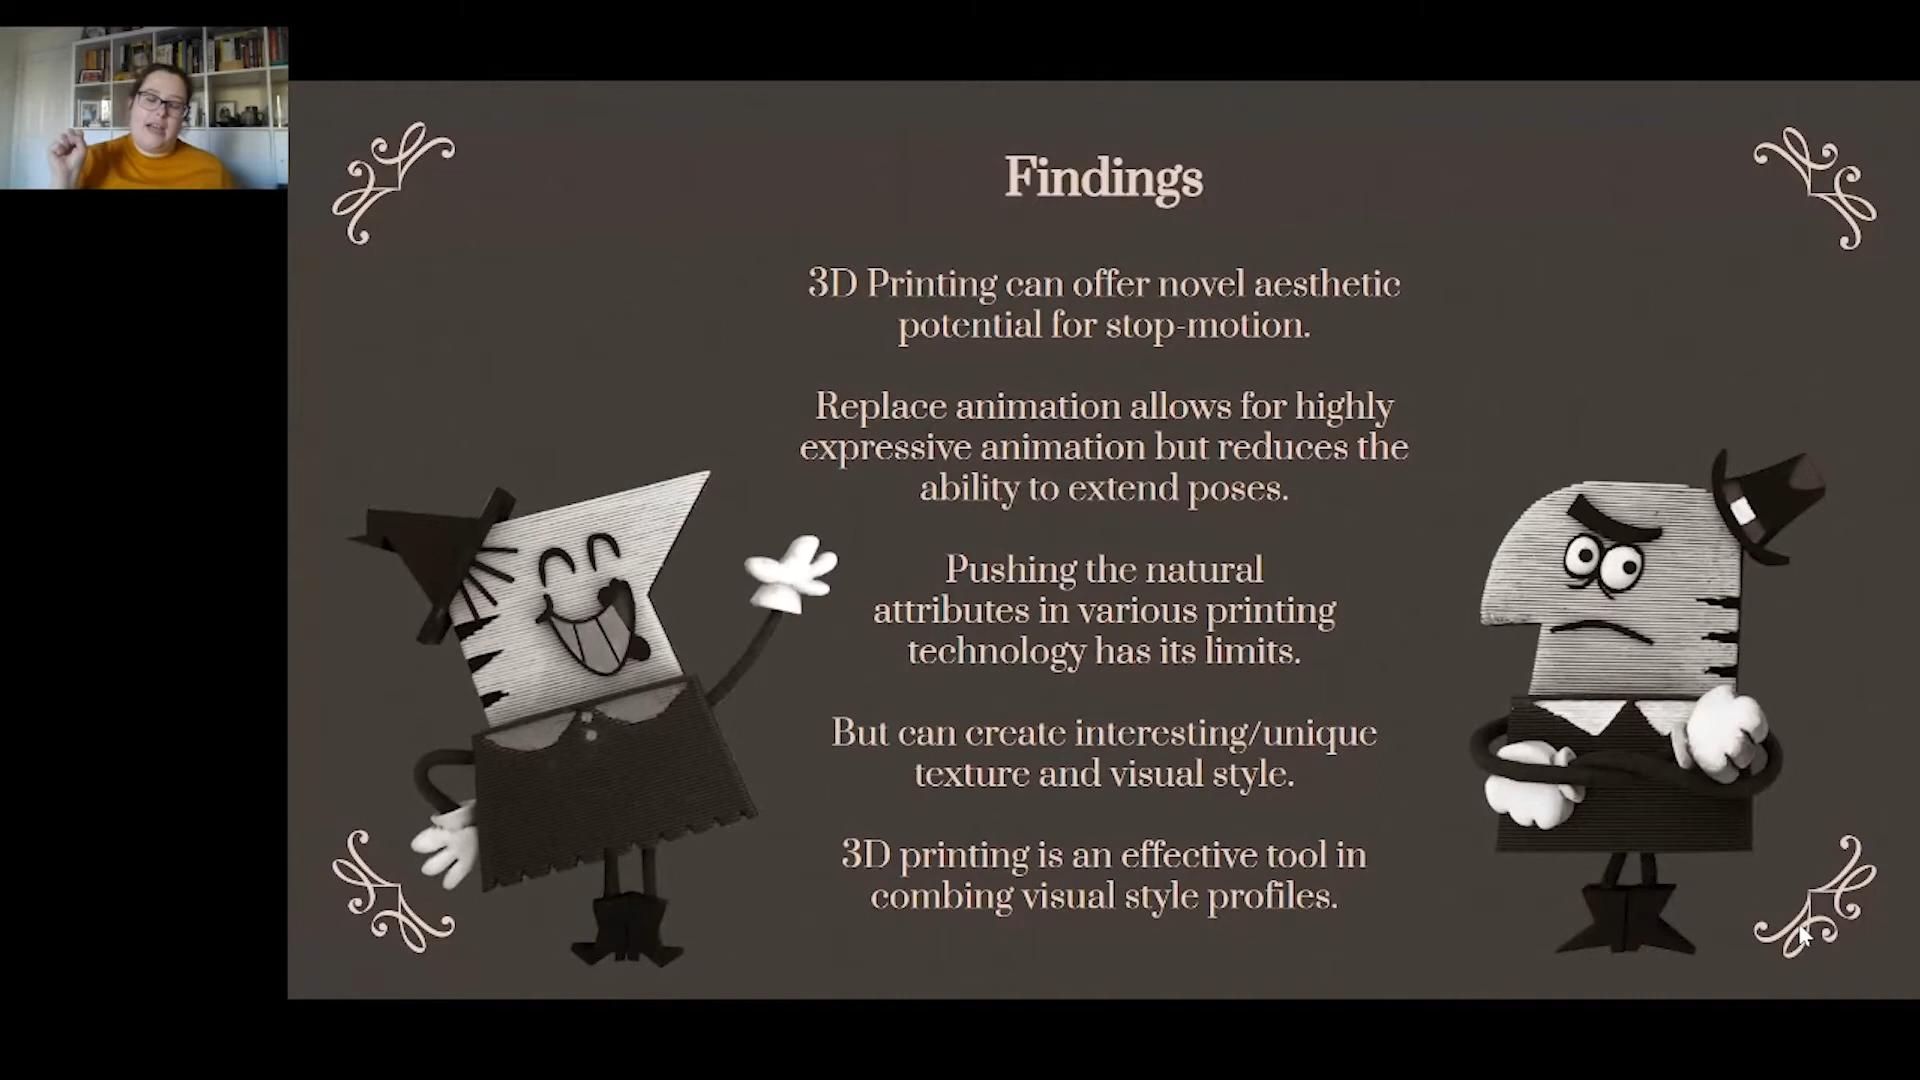 Findings
3D Printing can offer novel aesthetic
potential for stop-motion.
Replace animation allows for highly
expressive animation but reduces the
ability to extend poses.
Pushing the natural
attributes in various printing
technology has its limits.
But can create interesting/unique
texture and visual style.
3D printing is an effective tool in
combing visual style profiles.